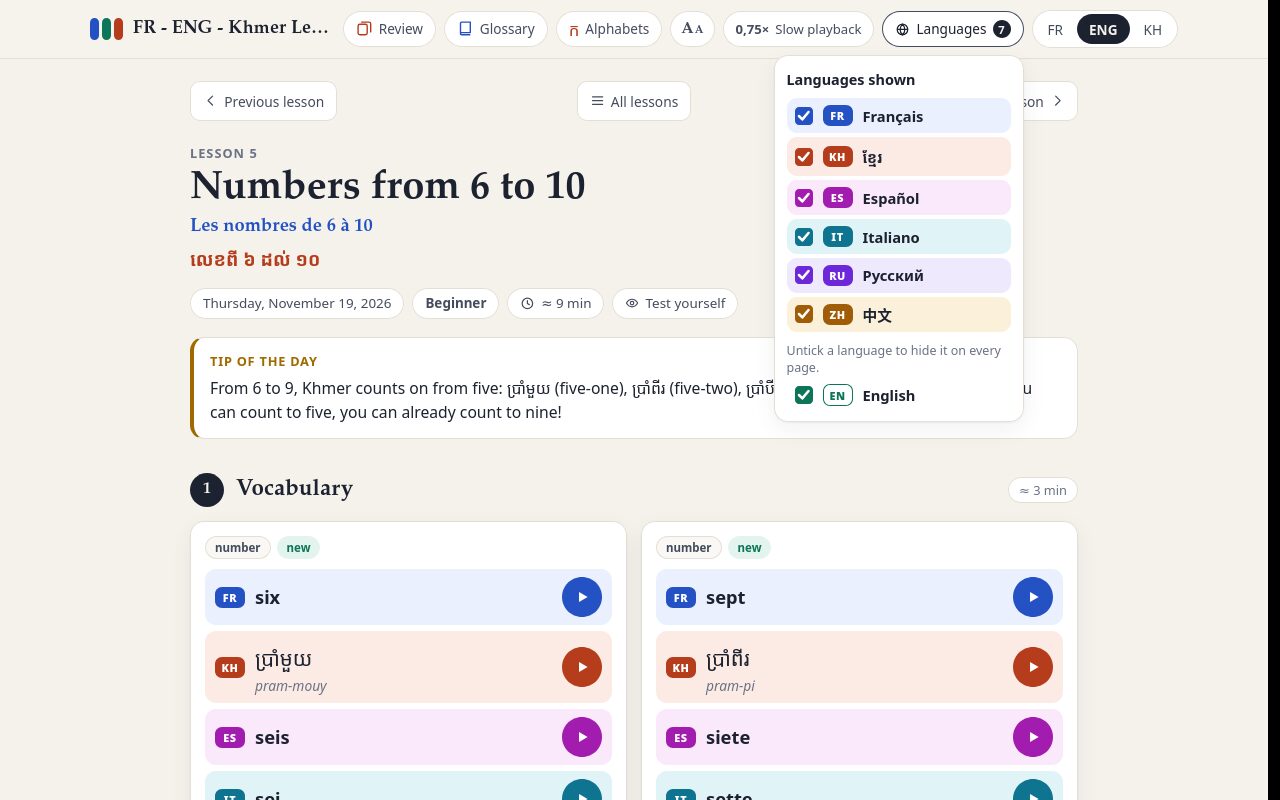 FR - ENG - Khmer Le...
Review
Glossary
Alphabets
AA
0,75× Slow playback
Languages 7
FR
ENG
KH
Previous lesson
All lessons
Languages shown
FR Français
KH ខ្មែរ
ES Español
IT Italiano
RU Русский
ZH 中文
Untick a language to hide it on every
page.
EN English
LESSON 5
Numbers from 6 to 10
Les nombres de 6 à 10
លេខពី ៦ ដល់ ១០
Thursday, November 19, 2026
Beginner
≈ 9 min
Test yourself
TIP OF THE DAY
From 6 to 9, Khmer counts on from five: ប្រាំមួយ (five-one), ប្រាំពីរ (five-two),
can count to five, you can already count to nine!
1 Vocabulary
≈ 3 min
number new
FR six
KH ប្រាំមួយ
pram-mouy
ES seis
IT sei
number new
FR sept
KH ប្រាំពីរ
pram-pi
ES siete
IT sette